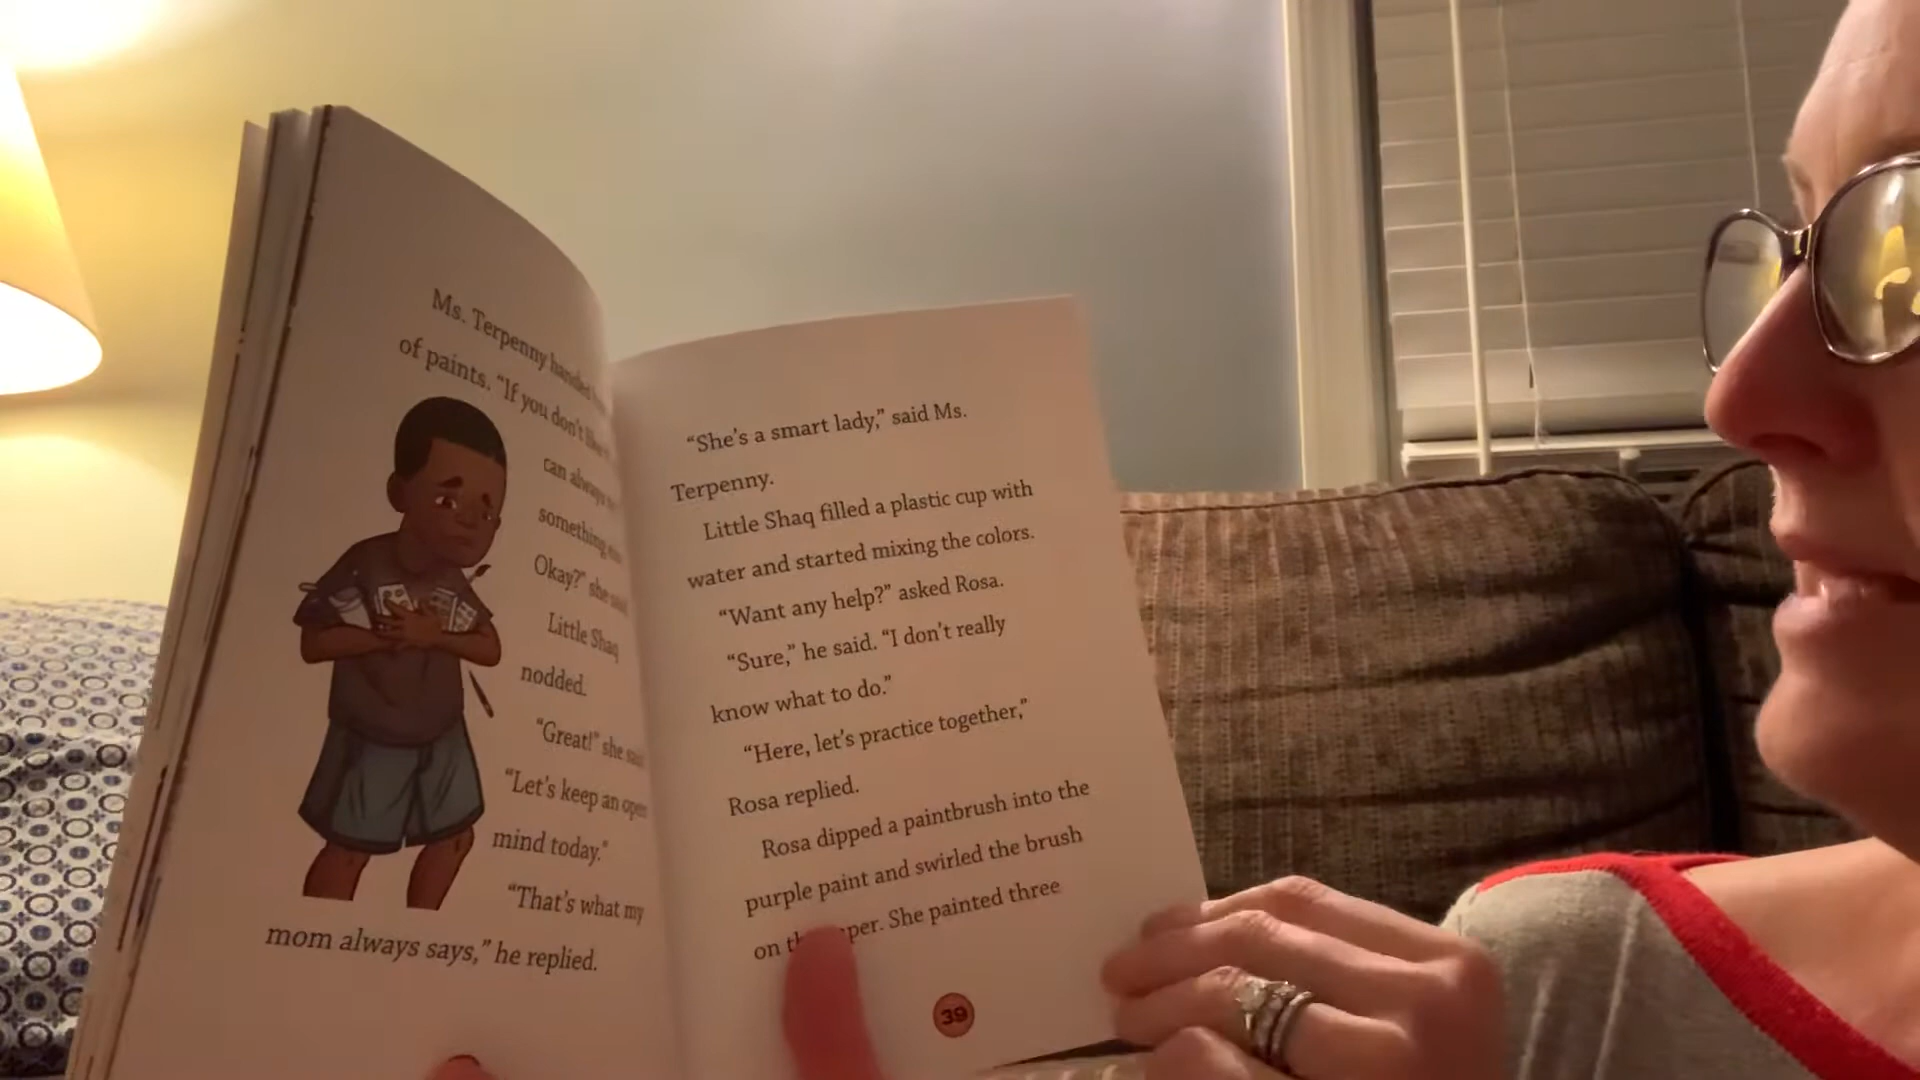 Ms. Terpenny handed
of paints. "If you don't like
can always
something
Okay?" she said
Little Shaq
nodded.
"Great!" she said
"Let's keep an open
mind today."
"That's what my
mom always says," he replied.
"She's a smart lady," said Ms.
Terpenny.
Little Shaq filled a plastic cup with
water and started mixing the colors.
"Want any help?" asked Rosa.
"Sure," he said. "I don't really
know what to do."
"Here, let's practice together,"
Rosa replied.
Rosa dipped a paintbrush into the
purple paint and swirled the brush
on She painted three
39